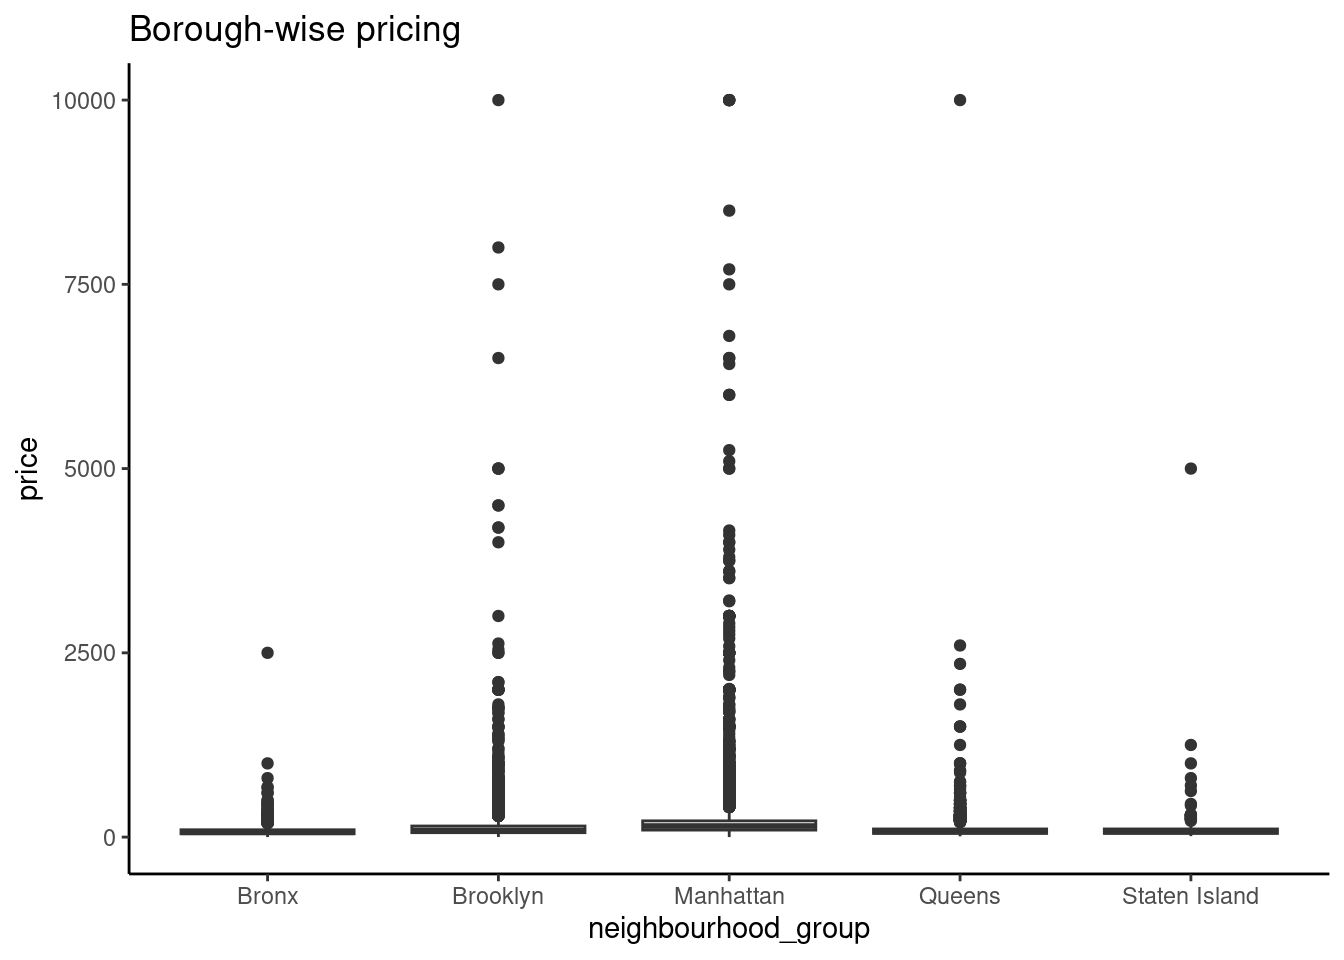 Borough-wise pricing
10000
7500
5000
2500
0
price
Bronx Brooklyn Manhattan Queens Staten Island
neighbourhood_group